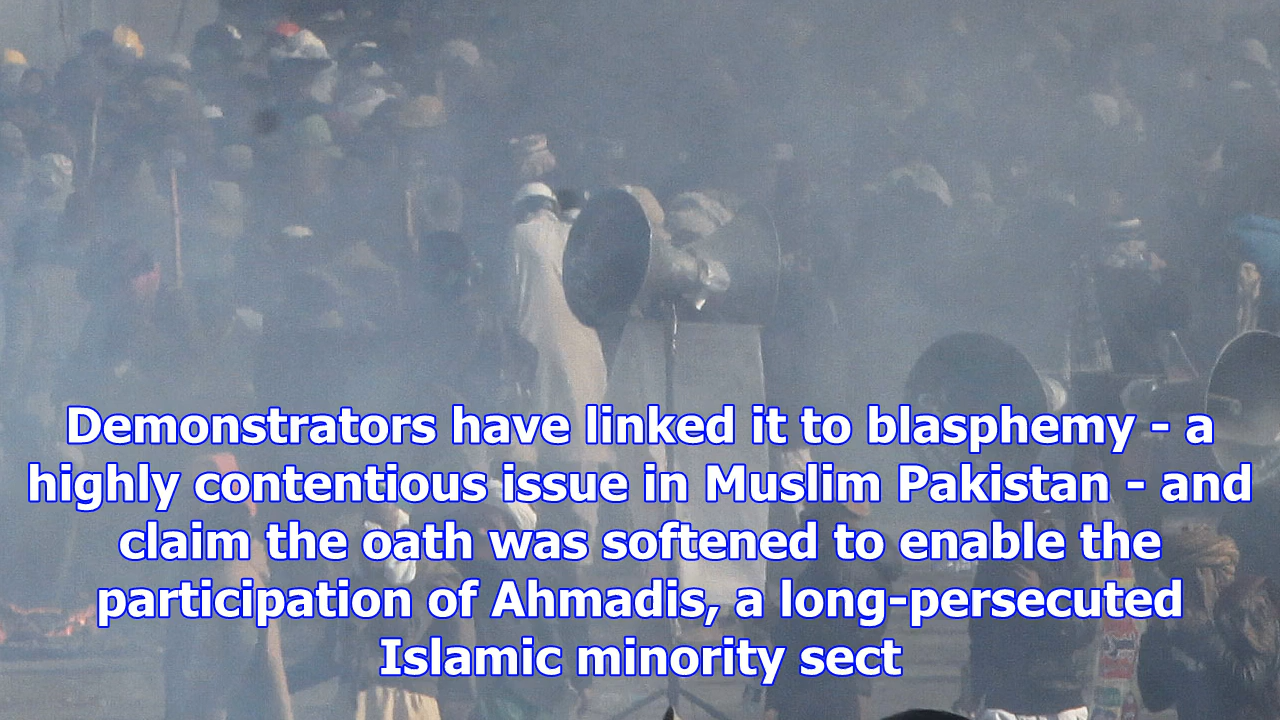 Demonstrators have linked it to blasphemy - a
highly contentious issue in Muslim Pakistan - and
claim the oath was softened to enable the
participation of Ahmadis, a long-persecuted
Islamic minority sect